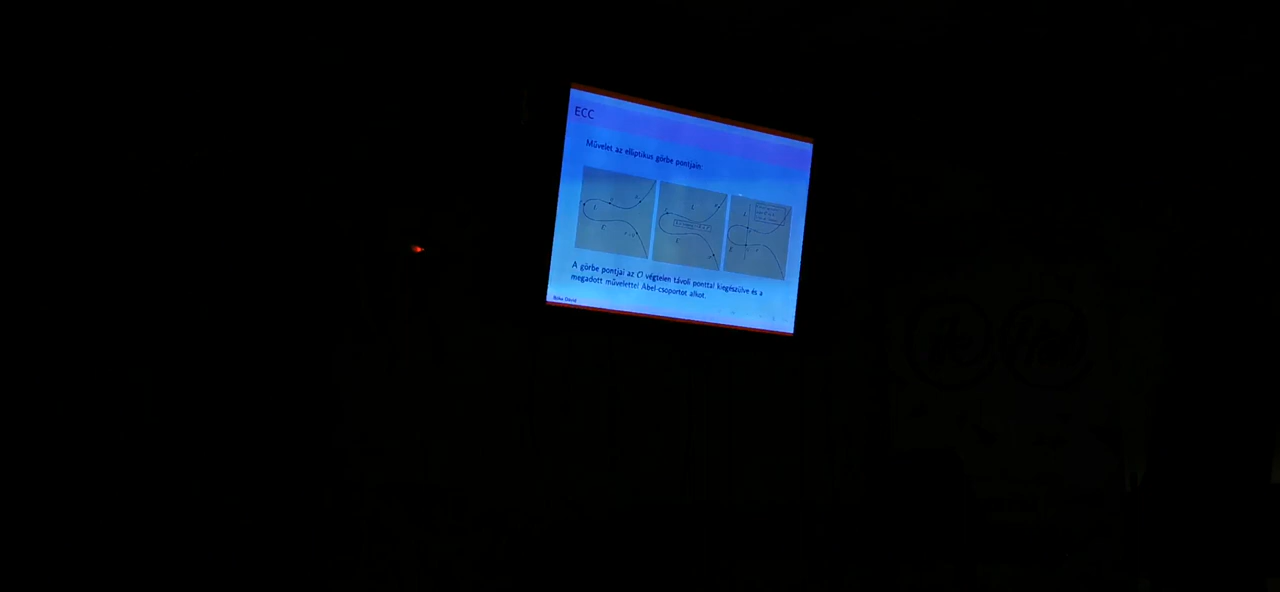 ECC
Művelet az elliptikus görbe pontjain:
A görbe pontjai az O végtelen távoli ponttal kiegészülve és a
megadott művelettel Abel-csoportot alkot.